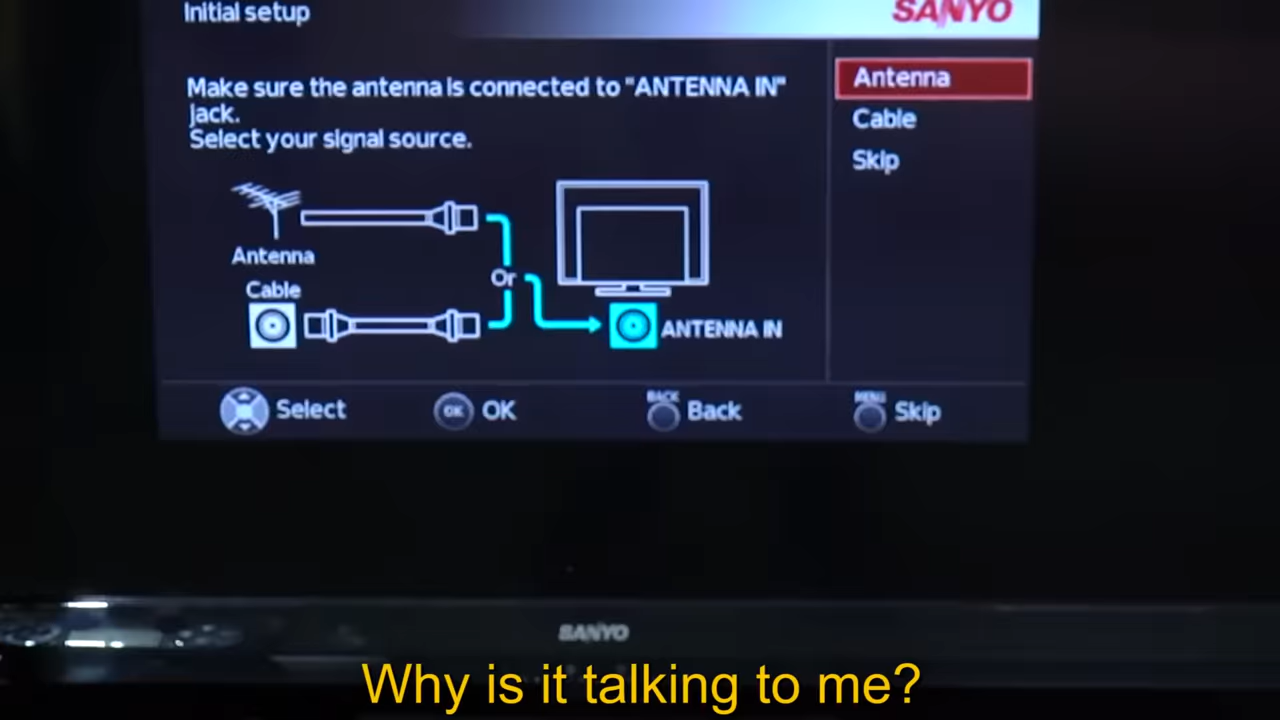 Initial setup
SANYO
Make sure the antenna is connected to "ANTENNA IN"
jack.
Select your signal source.
Antenna
Cable
Skip
Antenna
Cable
Or
ANTENNA IN
Select
OK
OK
BACK
Back
MENU
Skip
SANYO
Why is it talking to me?